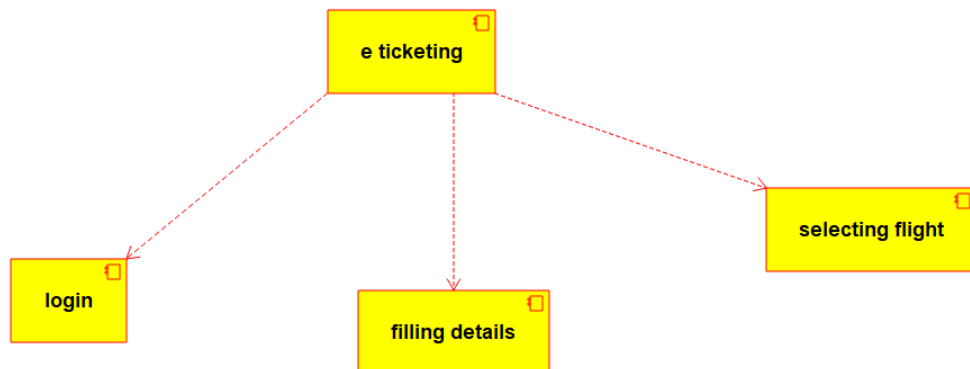 e ticketing
selecting flight
login
filling details